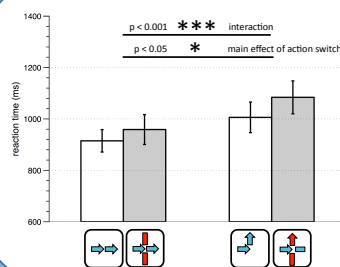 1400
p < 0.001 *** interaction
p < 0.05 * main effect of action switch
1200
1000
800
600
reaction time (ms)